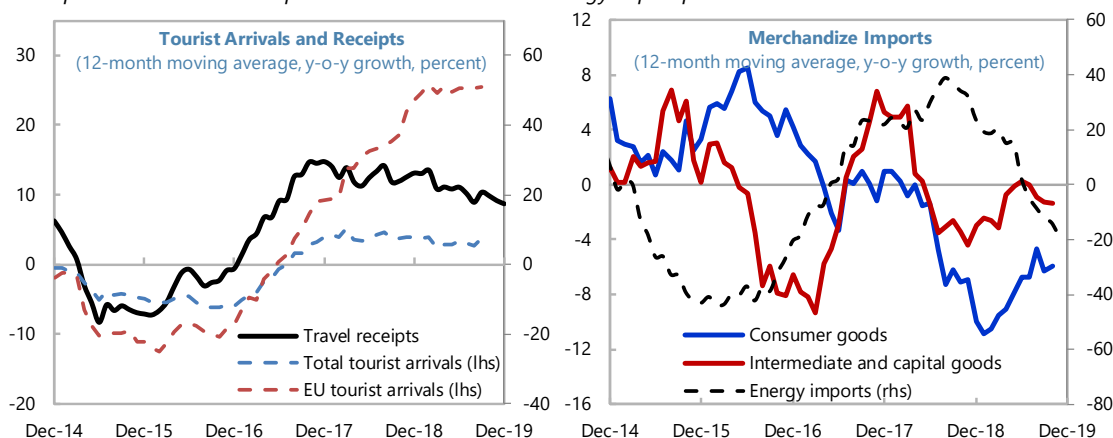 Tourist Arrivals and Receipts
(12-month moving average, y-o-y growth, percent)
30
20
10
0
-10
-20
60
40
20
0
-20
-40
Travel receipts
Total tourist arrivals (lhs)
EU tourist arrivals (lhs)
Dec-14 Dec-15 Dec-16 Dec-17 Dec-18 Dec-19
Merchandize Imports
(12-month moving average, y-o-y growth, percent)
12
8
4
0
-4
-8
-12
-16
60
40
20
0
-20
-40
-60
-80
Consumer goods
Intermediate and capital goods
Energy imports (rhs)
Dec-14 Dec-15 Dec-16 Dec-17 Dec-18 Dec-19